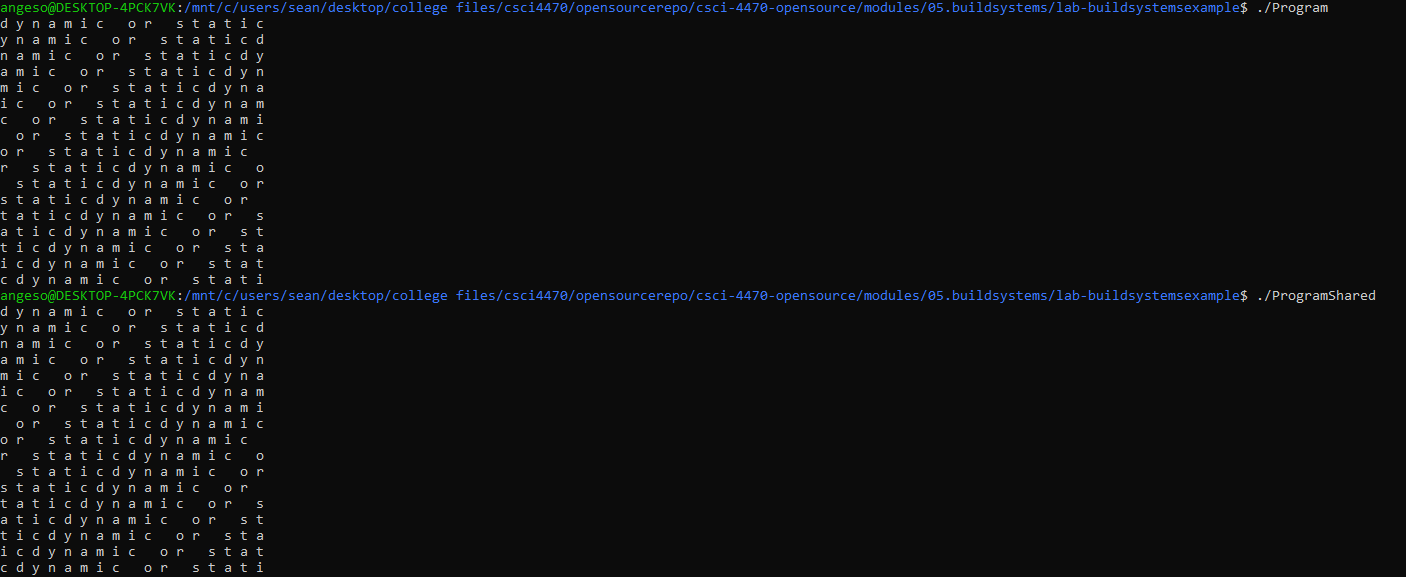 angeso@DESKTOP-4PCK7VK:/mnt/c/users/sean/desktop/college files/csci4470/opensourcerepo/csci-4470-opensource/modules/05.buildsystems/lab-buildsystemsexample$ ./Program
d y n a m i c   o r   s t a t i c
y n a m i c   o r   s t a t i c d
n a m i c   o r   s t a t i c d y
a m i c   o r   s t a t i c d y n
m i c   o r   s t a t i c d y n a
i c   o r   s t a t i c d y n a m
c   o r   s t a t i c d y n a m i
  o r   s t a t i c d y n a m i c
o r   s t a t i c d y n a m i c
r   s t a t i c d y n a m i c   o
  s t a t i c d y n a m i c   o r
s t a t i c d y n a m i c   o r
t a t i c d y n a m i c   o r   s
a t i c d y n a m i c   o r   s t
t i c d y n a m i c   o r   s t a
i c d y n a m i c   o r   s t a t
c d y n a m i c   o r   s t a t i
angeso@DESKTOP-4PCK7VK:/mnt/c/users/sean/desktop/college files/csci4470/opensourcerepo/csci-4470-opensource/modules/05.buildsystems/lab-buildsystemsexample$ ./ProgramShared
d y n a m i c   o r   s t a t i c
y n a m i c   o r   s t a t i c d
n a m i c   o r   s t a t i c d y
a m i c   o r   s t a t i c d y n
m i c   o r   s t a t i c d y n a
i c   o r   s t a t i c d y n a m
c   o r   s t a t i c d y n a m i
  o r   s t a t i c d y n a m i c
o r   s t a t i c d y n a m i c
r   s t a t i c d y n a m i c   o
  s t a t i c d y n a m i c   o r
s t a t i c d y n a m i c   o r
t a t i c d y n a m i c   o r   s
a t i c d y n a m i c   o r   s t
t i c d y n a m i c   o r   s t a
i c d y n a m i c   o r   s t a t
c d y n a m i c   o r   s t a t i